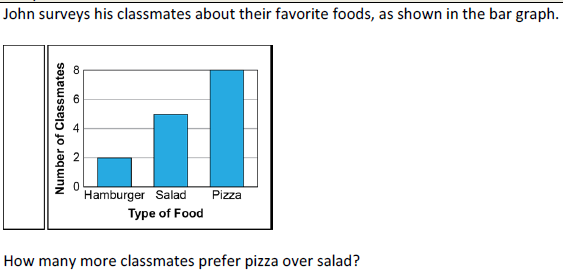 John surveys his classmates about their favorite foods, as shown in the bar graph.
Number of Classmates
8
6
4
2
0
Hamburger Salad Pizza
Type of Food
How many more classmates prefer pizza over salad?